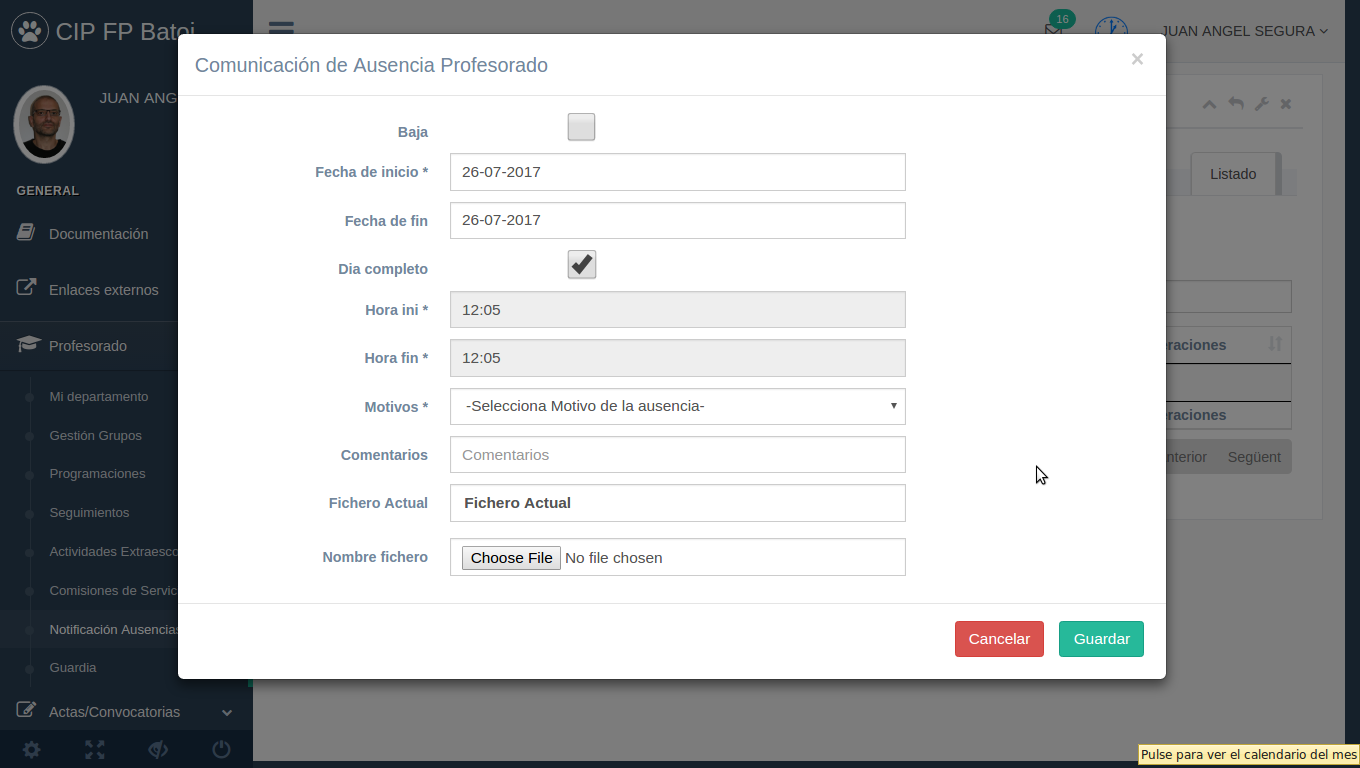 CIP FP Batoi
16
JUAN ANGEL SEGURA
JUAN ANG
GENERAL
Documentación
Enlaces externos
Profesorado
Mi departamento
Gestión Grupos
Programaciones
Seguimientos
Actividades Extraesco
Comisiones de Servic
Notificación Ausencias
Guardia
Actas/Convocatorias
Comunicación de Ausencia Profesorado
×
Baja
Fecha de inicio *
26-07-2017
Fecha de fin
26-07-2017
Dia completo
Hora ini *
12:05
Hora fin *
12:05
Motivos *
-Selecciona Motivo de la ausencia-
Comentarios
Comentarios
Fichero Actual
Fichero Actual
Nombre fichero
Choose File No file chosen
Cancelar
Guardar
Listado
eraciones
eraciones
nterior
Següent
Pulse para ver el calendario del mes